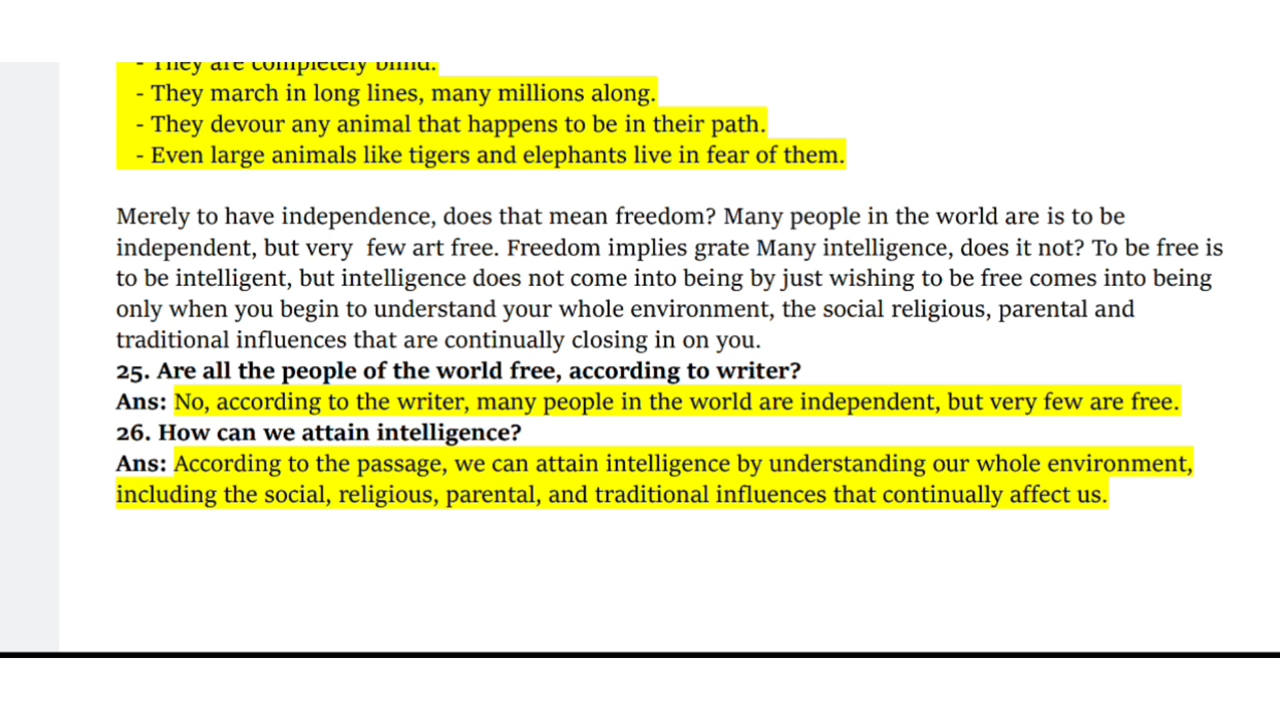 - They are completely blind.
- They march in long lines, many millions along.
- They devour any animal that happens to be in their path.
- Even large animals like tigers and elephants live in fear of them.
Merely to have independence, does that mean freedom? Many people in the world are is to be
independent, but very  few art free. Freedom implies grate Many intelligence, does it not? To be free is
to be intelligent, but intelligence does not come into being by just wishing to be free comes into being
only when you begin to understand your whole environment, the social religious, parental and
traditional influences that are continually closing in on you.
25. Are all the people of the world free, according to writer?
Ans: No, according to the writer, many people in the world are independent, but very few are free.
26. How can we attain intelligence?
Ans: According to the passage, we can attain intelligence by understanding our whole environment,
including the social, religious, parental, and traditional influences that continually affect us.